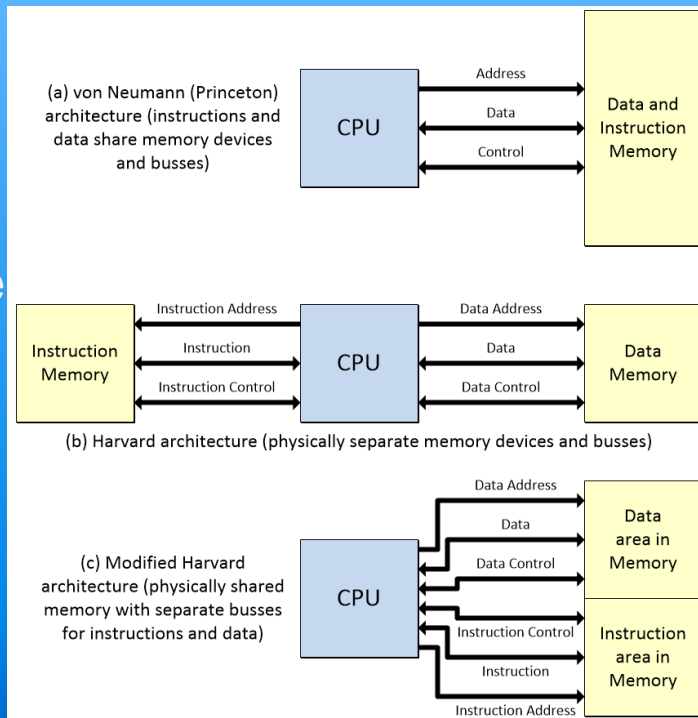 (a) von Neumann (Princeton)
architecture (instructions and
data share memory devices
and busses)
CPU
Address
Data
Control
Data and
Instruction
Memory
e
Instruction
Memory
Instruction Address
Instruction
Instruction Control
CPU
Data Address
Data
Data Control
Data
Memory
(b) Harvard architecture (physically separate memory devices and busses)
(c) Modified Harvard
architecture (physically shared
memory with separate busses
for instructions and data)
CPU
Data Address
Data
Data Control
Instruction Control
Instruction
Instruction Address
Data
area in
Memory
Instruction
area in
Memory